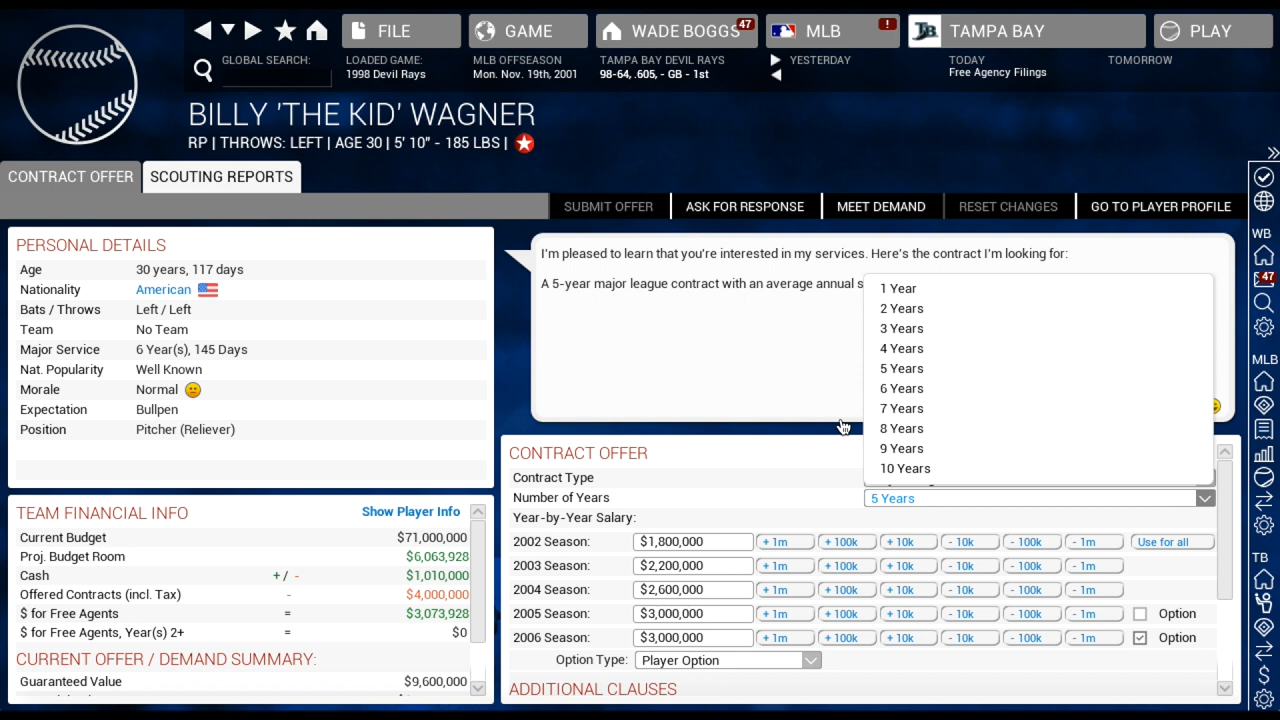 FILE
GAME
WADE BOGGS 47
MLB !
TAMPA BAY
PLAY
GLOBAL SEARCH:
LOADED GAME:
1998 Devil Rays
MLB OFFSEASON
Mon. Nov. 19th, 2001
TAMPA BAY DEVIL RAYS
98-64, .605, - GB - 1st
YESTERDAY
TODAY
Free Agency Filings
TOMORROW
BILLY 'THE KID' WAGNER
RP | THROWS: LEFT | AGE 30 | 5' 10" - 185 LBS |
CONTRACT OFFER
SCOUTING REPORTS
SUBMIT OFFER
ASK FOR RESPONSE
MEET DEMAND
RESET CHANGES
GO TO PLAYER PROFILE
PERSONAL DETAILS
Age 30 years, 117 days
Nationality American
Bats / Throws Left / Left
Team No Team
Major Service 6 Year(s), 145 Days
Nat. Popularity Well Known
Morale Normal
Expectation Bullpen
Position Pitcher (Reliever)
TEAM FINANCIAL INFO Show Player Info
Current Budget $71,000,000
Proj. Budget Room $6,063,928
Cash + / - $1,010,000
Offered Contracts (incl. Tax) - $4,000,000
$ for Free Agents = $3,073,928
$ for Free Agents, Year(s) 2+ = $0
CURRENT OFFER / DEMAND SUMMARY:
Guaranteed Value $9,600,000
I'm pleased to learn that you're interested in my services. Here's the contract I'm looking for:
A 5-year major league contract with an average annual s
1 Year
2 Years
3 Years
4 Years
5 Years
6 Years
7 Years
8 Years
9 Years
10 Years
CONTRACT OFFER
Contract Type
Number of Years 5 Years
Year-by-Year Salary:
2002 Season: $1,800,000 + 1m + 100k + 10k - 10k - 100k - 1m Use for all
2003 Season: $2,200,000 + 1m + 100k + 10k - 10k - 100k - 1m
2004 Season: $2,600,000 + 1m + 100k + 10k - 10k - 100k - 1m
2005 Season: $3,000,000 + 1m + 100k + 10k - 10k - 100k - 1m Option
2006 Season: $3,000,000 + 1m + 100k + 10k - 10k - 100k - 1m Option
Option Type: Player Option
ADDITIONAL CLAUSES
WB
47
MLB
TB